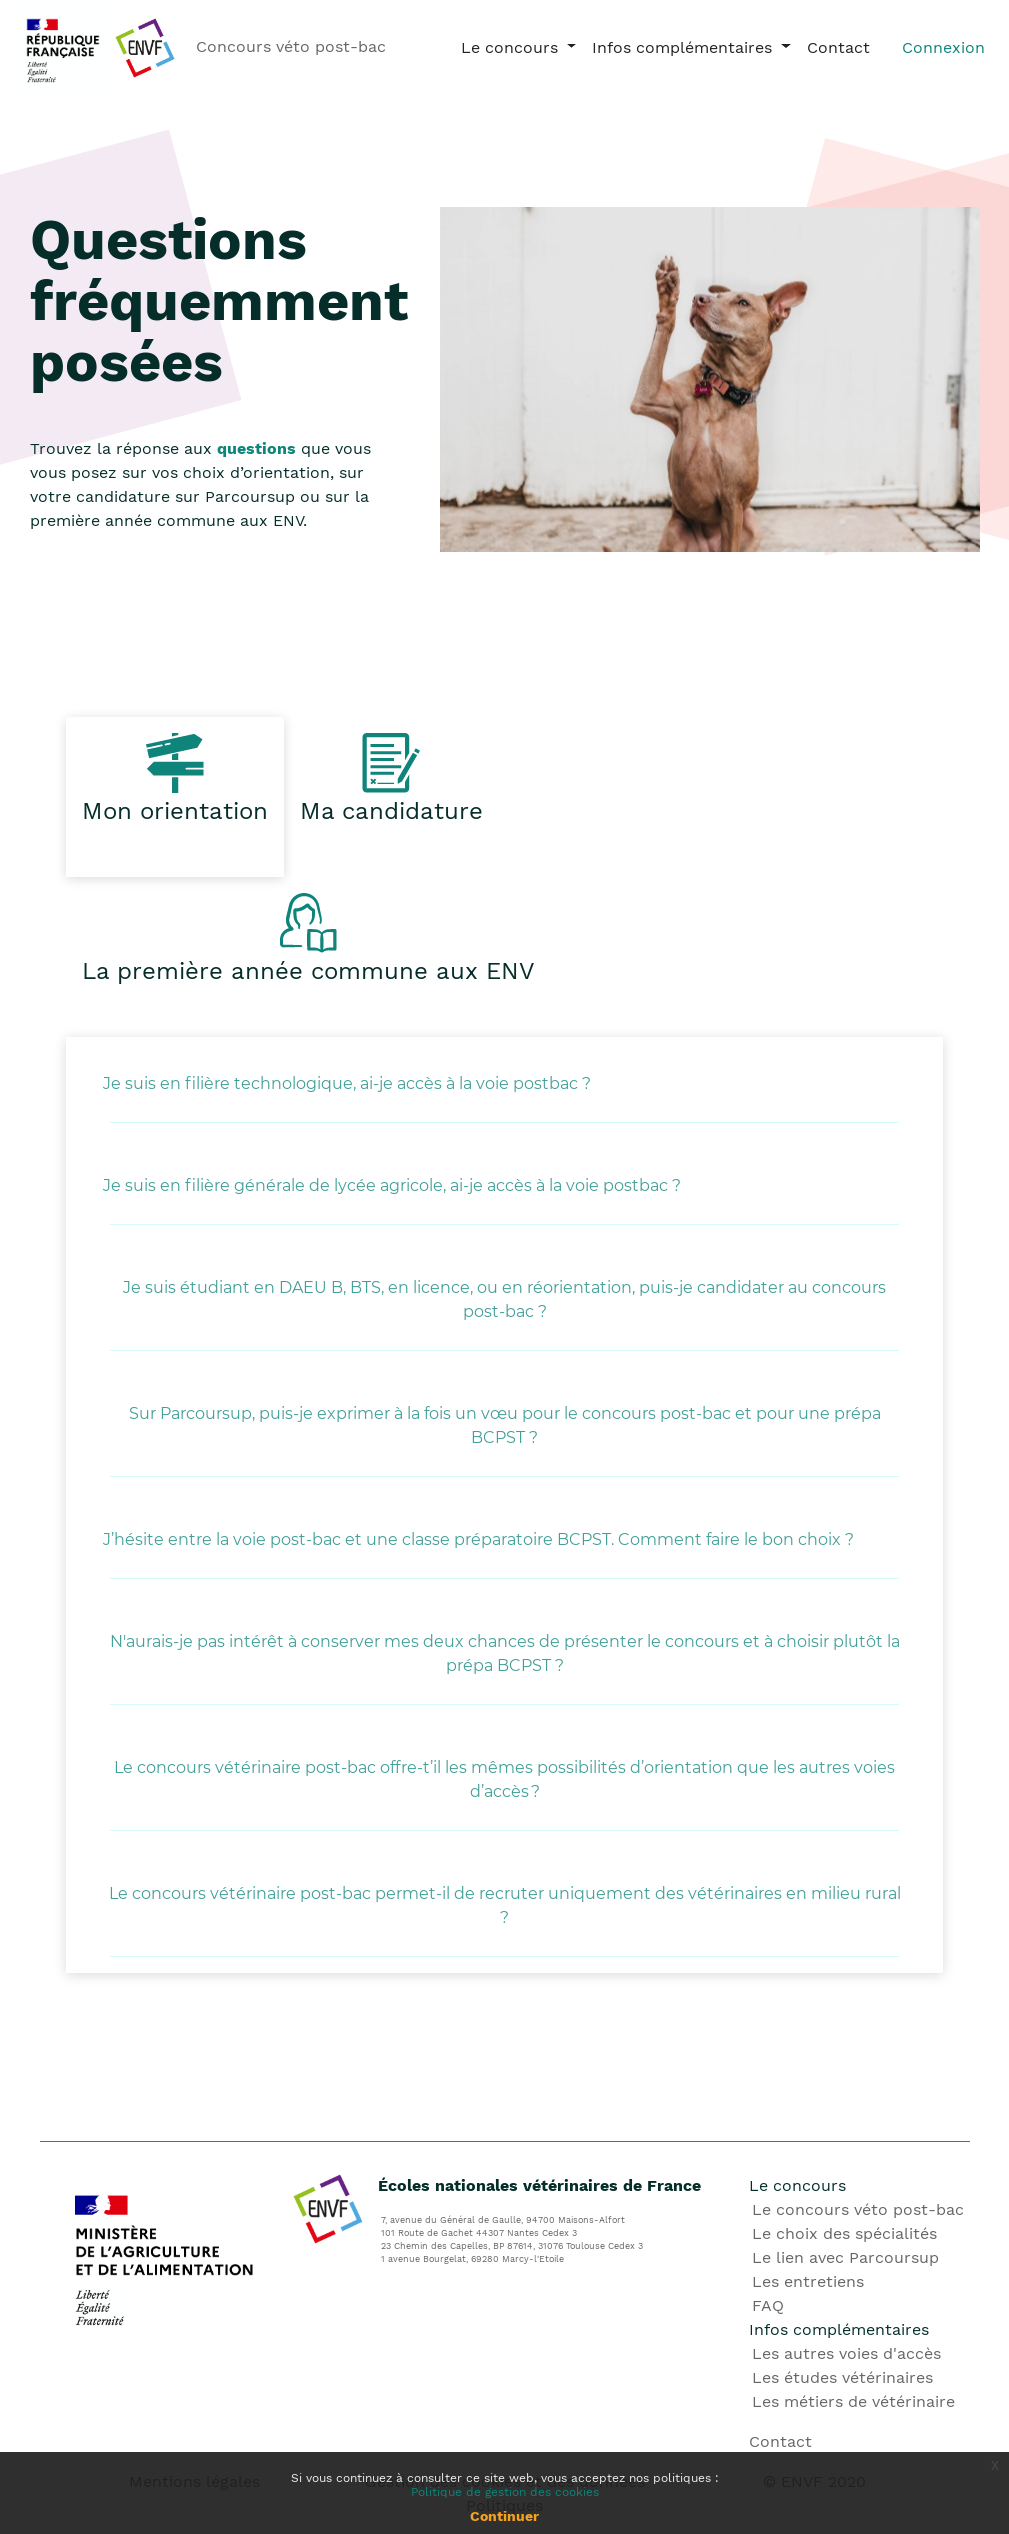 RÉPUBLIQUE
FRANÇAISE
Liberté
Égalité
Fraternité
ENVF
Concours véto post-bac
Le concours
Infos complémentaires
Contact
Connexion
Questions
fréquemment
posées
Trouvez la réponse aux questions que vous
vous posez sur vos choix d’orientation, sur
votre candidature sur Parcoursup ou sur la
première année commune aux ENV.
Mon orientation
Ma candidature
La première année commune aux ENV
Je suis en filière technologique, ai-je accès à la voie postbac ?
Je suis en filière générale de lycée agricole, ai-je accès à la voie postbac ?
Je suis étudiant en DAEU B, BTS, en licence, ou en réorientation, puis-je candidater au concours
post-bac ?
Sur Parcoursup, puis-je exprimer à la fois un vœu pour le concours post-bac et pour une prépa
BCPST ?
J’hésite entre la voie post-bac et une classe préparatoire BCPST. Comment faire le bon choix ?
N'aurais-je pas intérêt à conserver mes deux chances de présenter le concours et à choisir plutôt la
prépa BCPST ?
Le concours vétérinaire post-bac offre-t’il les mêmes possibilités d’orientation que les autres voies
d’accès ?
Le concours vétérinaire post-bac permet-il de recruter uniquement des vétérinaires en milieu rural
?
MINISTÈRE
DE L’AGRICULTURE
ET DE L’ALIMENTATION
Liberté
Égalité
Fraternité
ENVF
Écoles nationales vétérinaires de France
7, avenue du Général de Gaulle, 94700 Maisons-Alfort
101 Route de Gachet 44307 Nantes Cedex 3
23 Chemin des Capelles, BP 87614, 31076 Toulouse Cedex 3
1 avenue Bourgelat, 69280 Marcy-l'Etoile
Le concours
Le concours véto post-bac
Le choix des spécialités
Le lien avec Parcoursup
Les entretiens
FAQ
Infos complémentaires
Les autres voies d'accès
Les études vétérinaires
Les métiers de vétérinaire
Contact
x
Mentions légales
© ENVF 2020
Politiques
Si vous continuez à consulter ce site web, vous acceptez nos politiques :
Politique de gestion des cookies
Continuer